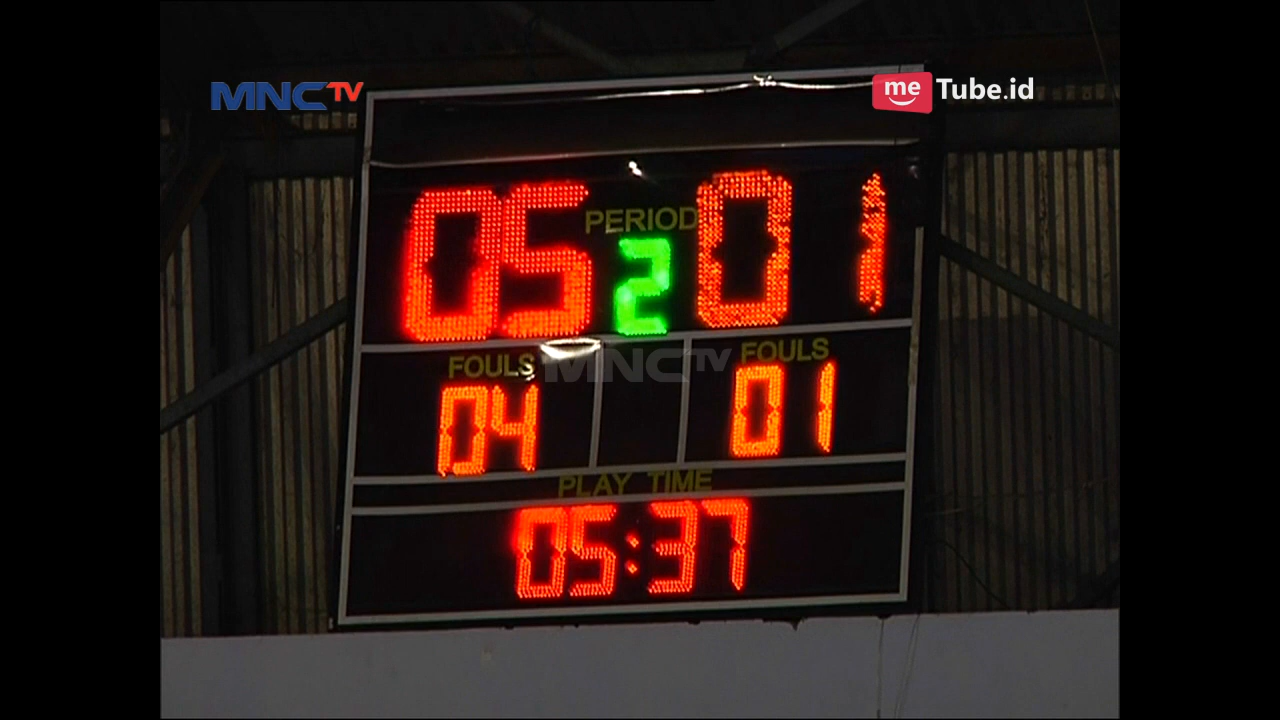 MNCTV
me Tube.id
05 PERIOD 01
2
FOULS MNCTV FOULS
04 01
PLAY TIME
05:37